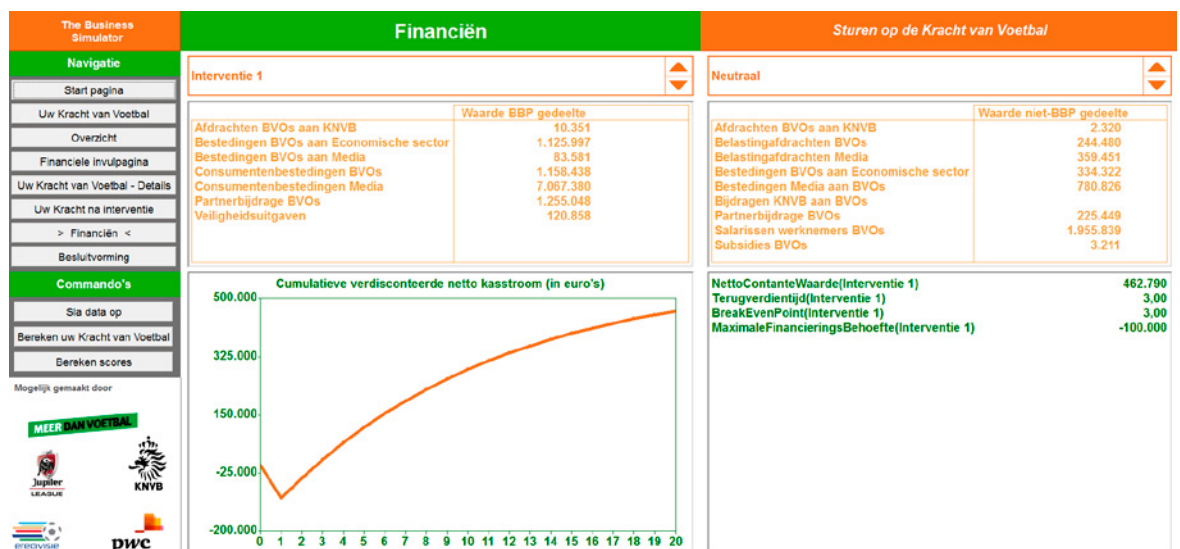 The Business
Simulator
Financiën
Sturen op de Kracht van Voetbal
Navigatie
Start pagina
Uw Kracht van Voetbal
Overzicht
Financiele invulpagina
Uw Kracht van Voetbal - Details
Uw Kracht na interventie
> Financiën <
Besluitvorming
Commando's
Sla data op
Bereken uw Kracht van Voetbal
Bereken scores
Mogelijk gemaakt door
MEER DAN VOETBAL
Jupiler
LEAGUE
KNVB
eredivisie
pwc
Interventie 1
Waarde BBP gedeelte
Afdrachten BVOs aan KNVB 10.351
Bestedingen BVOs aan Economische sector 1.125.997
Bestedingen BVOs aan Media 83.581
Consumentenbestedingen BVOs 1.158.438
Consumentenbestedingen Media 7.067.380
Partnerbijdrage BVOs 1.255.048
Veiligheidsuitgaven 120.858
Neutraal
Waarde niet-BBP gedeelte
Afdrachten BVOs aan KNVB 2.320
Belastingafdrachten BVOs 244.480
Belastingafdrachten Media 359.451
Bestedingen BVOs aan Economische sector 334.322
Bestedingen Media aan BVOs 780.826
Bijdragen KNVB aan BVOs
Partnerbijdrage BVOs 225.449
Salarissen werknemers BVOs 1.955.839
Subsidies BVOs 3.211
Cumulatieve verdisconteerde netto kasstroom (in euro's)
500.000
325.000
150.000
-25.000
-200.000
0 1 2 3 4 5 6 7 8 9 10 11 12 13 14 15 16 17 18 19 20
NettoContanteWaarde(Interventie 1) 462.790
Terugverdientijd(Interventie 1) 3,00
BreakEvenPoint(Interventie 1) 3,00
MaximaleFinancieringsBehoefte(Interventie 1) -100.000